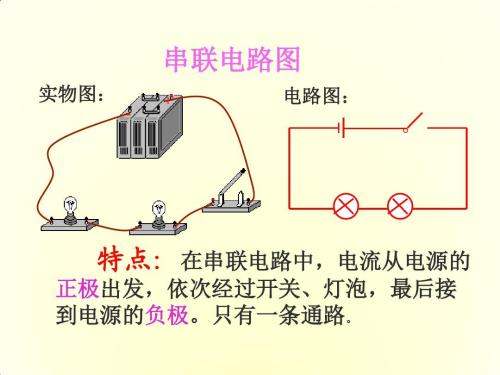 串联电路图
实物图： 电路图：
特点： 在串联电路中，电流从电源的
正极出发，依次经过开关、灯泡，最后接
到电源的负极。只有一条通路.